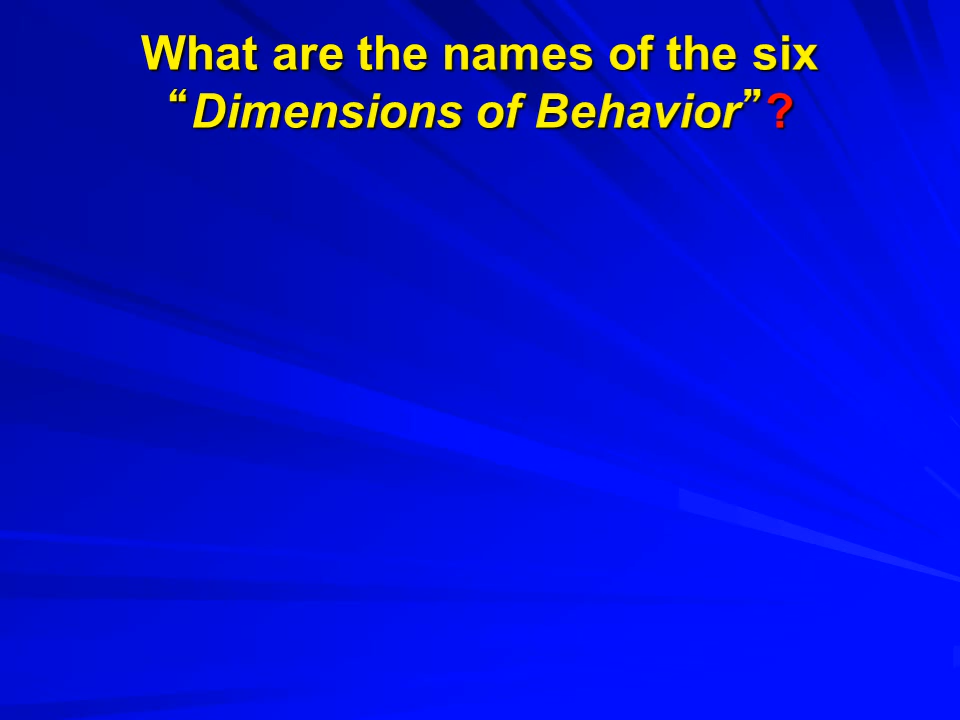 What are the names of the six
“Dimensions of Behavior”?